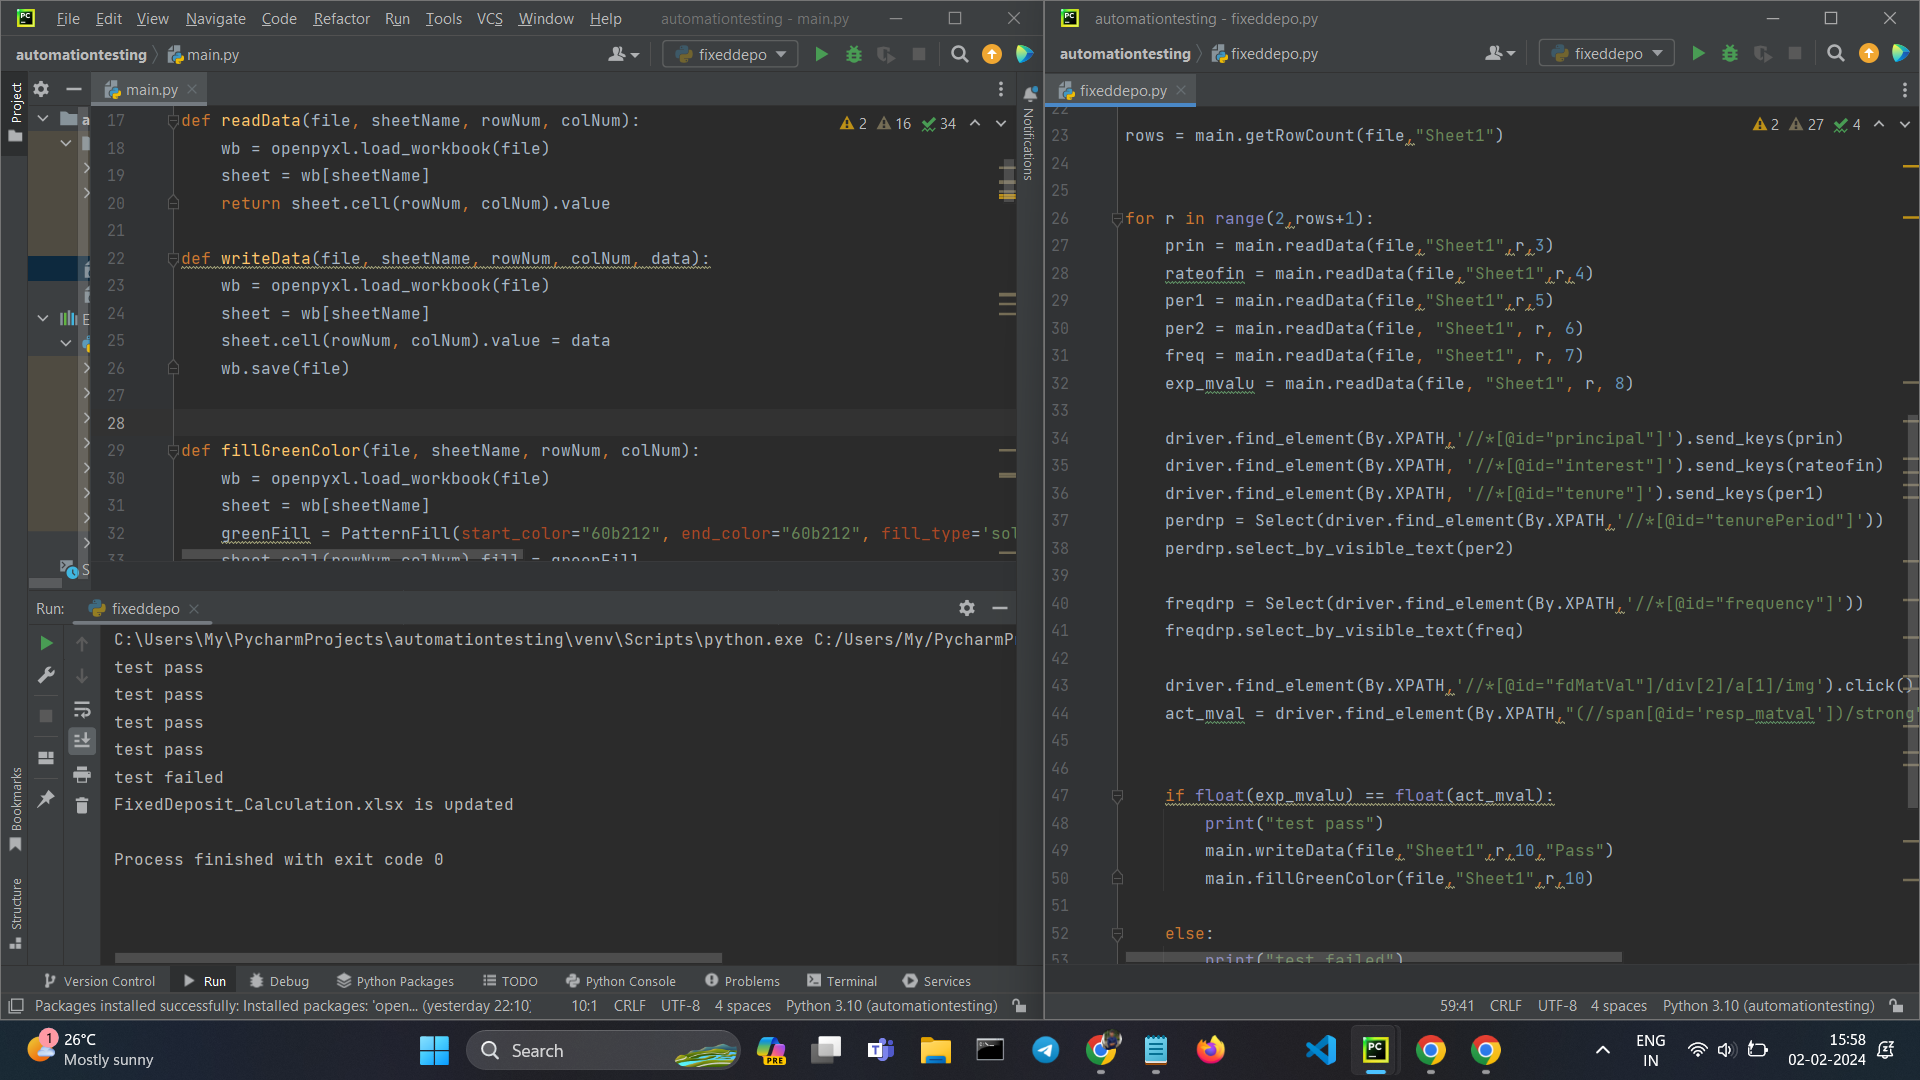 File Edit View Navigate Code Refactor Run Tools VCS Window Help automationtesting - main.py
automationtesting main.py fixeddepo
Project
main.py
17 def readData(file, sheetName, rowNum, colNum):
2 16 34
18 wb = openpyxl.load_workbook(file)
19 sheet = wb[sheetName]
20 return sheet.cell(rowNum, colNum).value
21
22 def writeData(file, sheetName, rowNum, colNum, data):
23 wb = openpyxl.load_workbook(file)
24 sheet = wb[sheetName]
25 sheet.cell(rowNum, colNum).value = data
26 wb.save(file)
27
28
29 def fillGreenColor(file, sheetName, rowNum, colNum):
30 wb = openpyxl.load_workbook(file)
31 sheet = wb[sheetName]
32 greenFill = PatternFill(start_color="60b212", end_color="60b212", fill_type='sol
33 sheet.cell(rowNum,colNum).fill = greenFill
Notifications
Run: fixeddepo
C:\Users\My\PycharmProjects\automationtesting\venv\Scripts\python.exe C:/Users/My/PycharmPr
test pass
test pass
test pass
test pass
test failed
FixedDeposit_Calculation.xlsx is updated
Process finished with exit code 0
Bookmarks
Structure
Version Control Run Debug Python Packages TODO Python Console Problems Terminal Services
Packages installed successfully: Installed packages: 'open... (yesterday 22:10) 10:1 CRLF UTF-8 4 spaces Python 3.10 (automationtesting)
automationtesting - fixeddepo.py
automationtesting fixeddepo.py fixeddepo
fixeddepo.py
22
2 27 4
23 rows = main.getRowCount(file,"Sheet1")
24
25
26 for r in range(2,rows+1):
27 prin = main.readData(file,"Sheet1",r,3)
28 rateofin = main.readData(file,"Sheet1",r,4)
29 per1 = main.readData(file,"Sheet1",r,5)
30 per2 = main.readData(file, "Sheet1", r, 6)
31 freq = main.readData(file, "Sheet1", r, 7)
32 exp_mvalu = main.readData(file, "Sheet1", r, 8)
33
34 driver.find_element(By.XPATH,'//*[@id="principal"]').send_keys(prin)
35 driver.find_element(By.XPATH, '//*[@id="interest"]').send_keys(rateofin)
36 driver.find_element(By.XPATH, '//*[@id="tenure"]').send_keys(per1)
37 perdrp = Select(driver.find_element(By.XPATH,'//*[@id="tenurePeriod"]'))
38 perdrp.select_by_visible_text(per2)
39
40 freqdrp = Select(driver.find_element(By.XPATH,'//*[@id="frequency"]'))
41 freqdrp.select_by_visible_text(freq)
42
43 driver.find_element(By.XPATH,'//*[@id="fdMatVal"]/div[2]/a[1]/img').click()
44 act_mval = driver.find_element(By.XPATH,"(//span[@id='resp_matval'])/strong"
45
46
47 if float(exp_mvalu) == float(act_mval):
48 print("test pass")
49 main.writeData(file,"Sheet1",r,10,"Pass")
50 main.fillGreenColor(file,"Sheet1",r,10)
51
52 else:
53 print("test failed")
59:41 CRLF UTF-8 4 spaces Python 3.10 (automationtesting)
1 26°C
Mostly sunny
Search
PRE
ENG
IN
15:58
02-02-2024